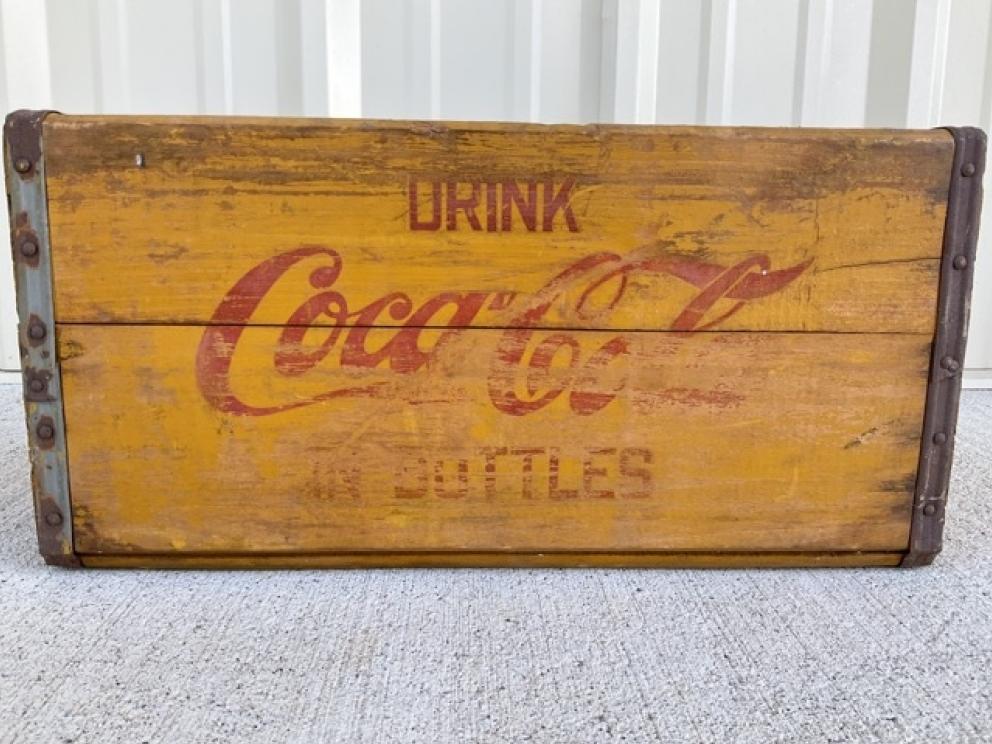 DRINK
Coca-Cola
IN BOTTLES